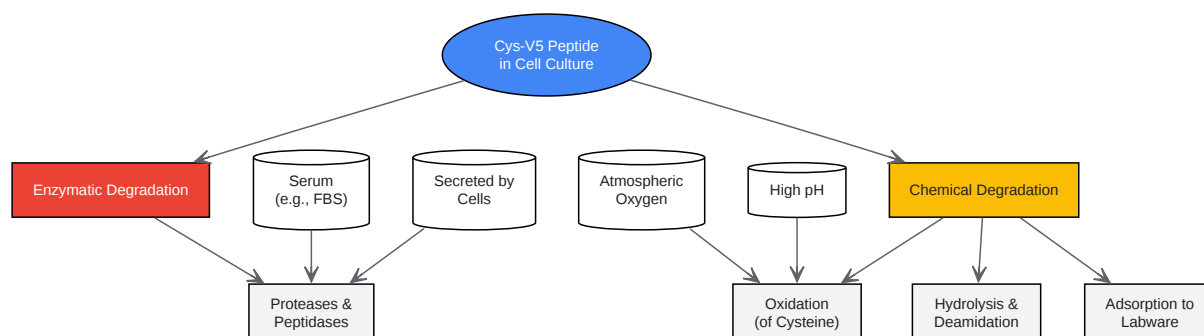 Cys-V5 Peptide
in Cell Culture
Enzymatic Degradation
Serum
(e.g., FBS)
Secreted by
Cells
Atmospheric
Oxygen
High pH
Chemical Degradation
Proteases &
Peptidases
Oxidation
(of Cysteine)
Hydrolysis &
Deamidation
Adsorption to
Labware